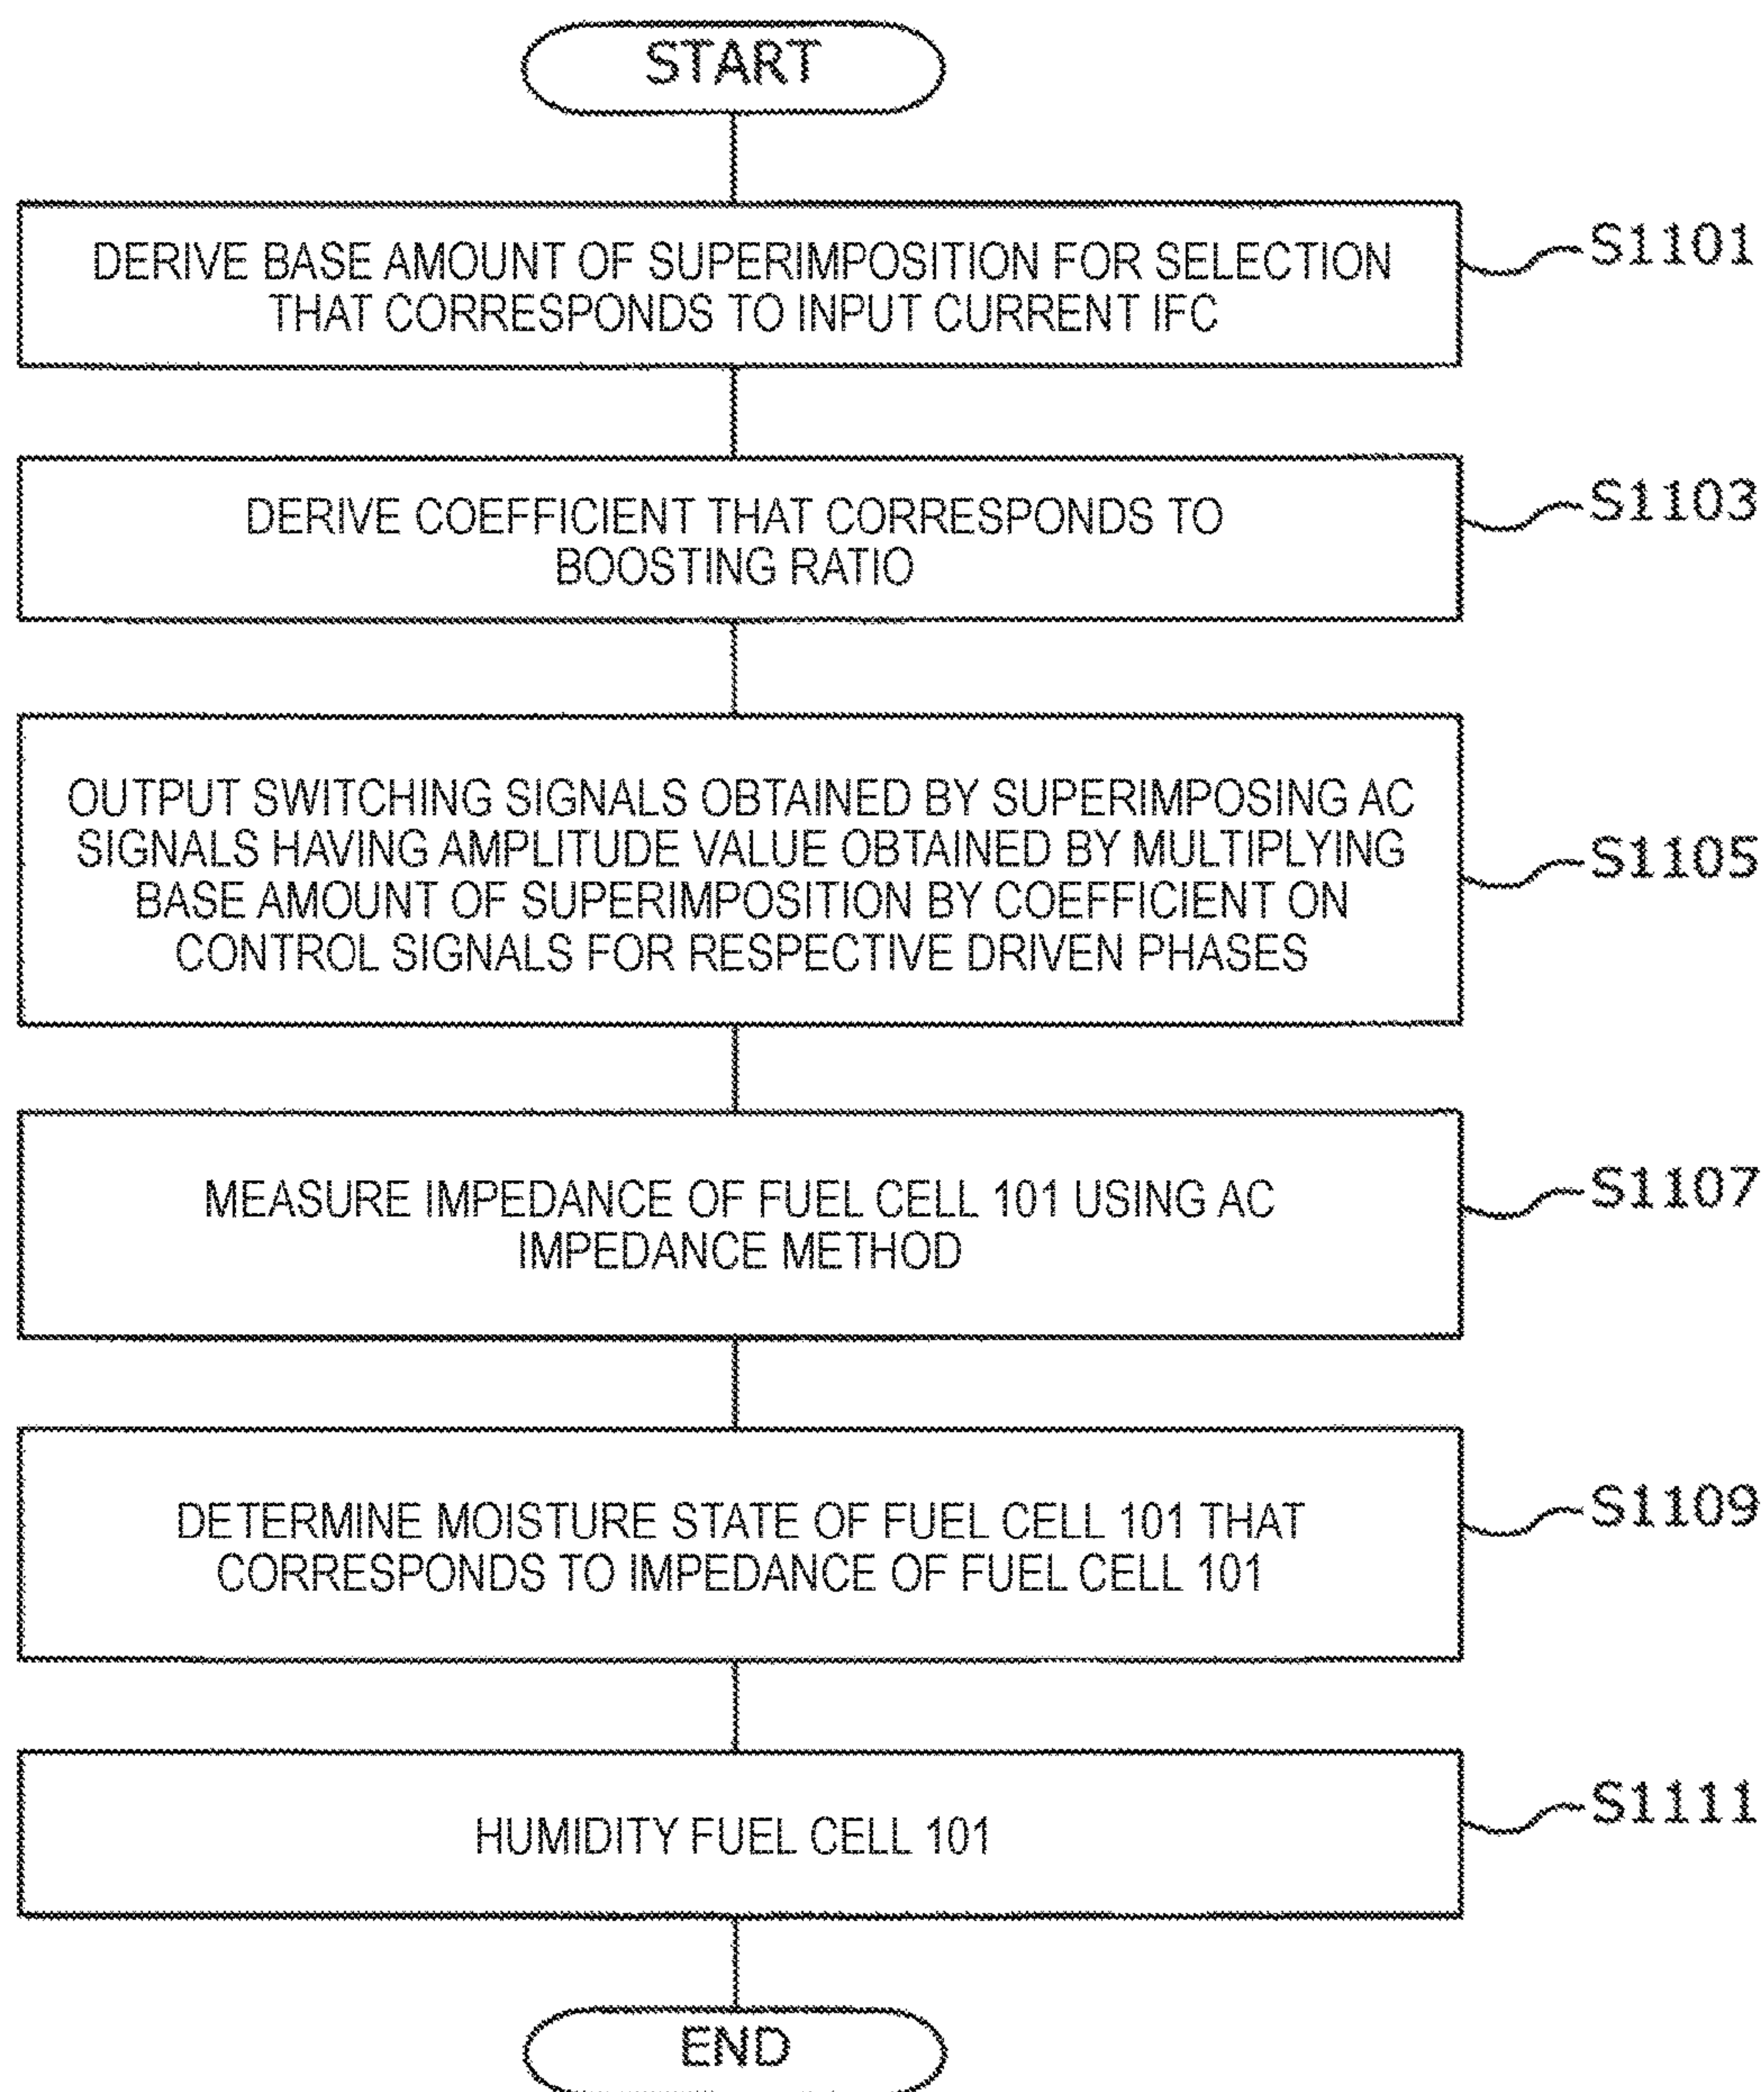 START
DERIVE BASE AMOUNT OF SUPERIMPOSITION FOR SELECTION
THAT CORRESPONDS TO INPUT CURRENT IFC
S1101
DERIVE COEFFICIENT THAT CORRESPONDS TO
BOOSTING RATIO
S1103
OUTPUT SWITCHING SIGNALS OBTAINED BY SUPERIMPOSING AC
SIGNALS HAVING AMPLITUDE VALUE OBTAINED BY MULTIPLYING
BASE AMOUNT OF SUPERIMPOSITION BY COEFFICIENT ON
CONTROL SIGNALS FOR RESPECTIVE DRIVEN PHASES
S1105
MEASURE IMPEDANCE OF FUEL CELL 101 USING AC
IMPEDANCE METHOD
S1107
DETERMINE MOISTURE STATE OF FUEL CELL 101 THAT
CORRESPONDS TO IMPEDANCE OF FUEL CELL 101
S1109
HUMIDITY FUEL CELL 101
S1111
END